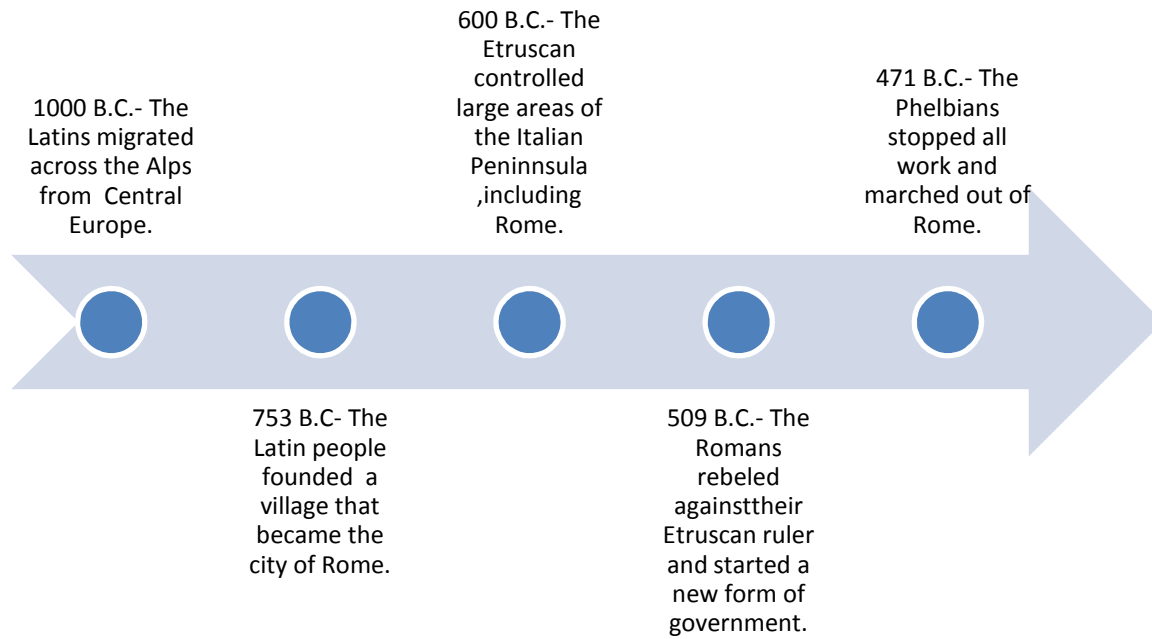 1000 B.C.- The
Latins migrated
across the Alps
from  Central
Europe.
753 B.C- The
Latin people
founded  a
village that
became the
city of Rome.
600 B.C.- The
Etruscan
controlled
large areas of
the Italian
Peninnsula
,including
Rome.
509 B.C.- The
Romans
rebeled
againsttheir
Etruscan ruler
and started a
new form of
government.
471 B.C.- The
Phelbians
stopped all
work and
marched out of
Rome.